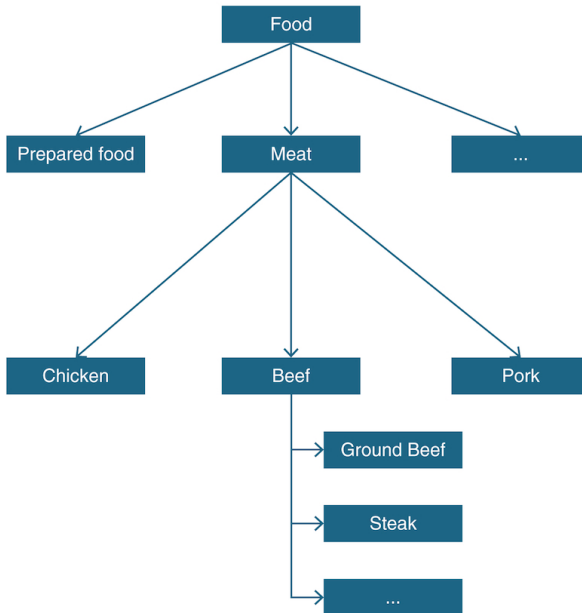 Food
Prepared food
Meat
...
Chicken
Beef
Pork
Ground Beef
Steak
...